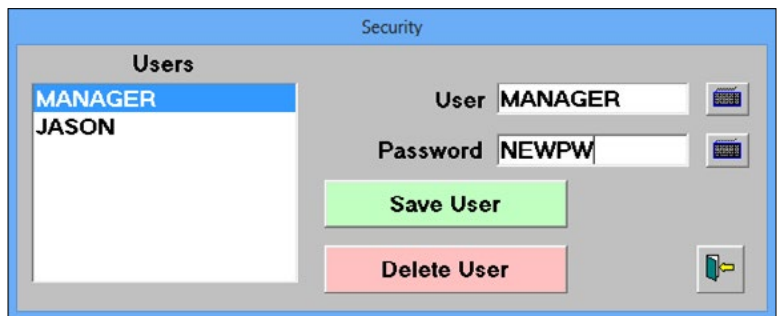 Security
Users
MANAGER
JASON
User MANAGER
Password NEWPW
Save User
Delete User